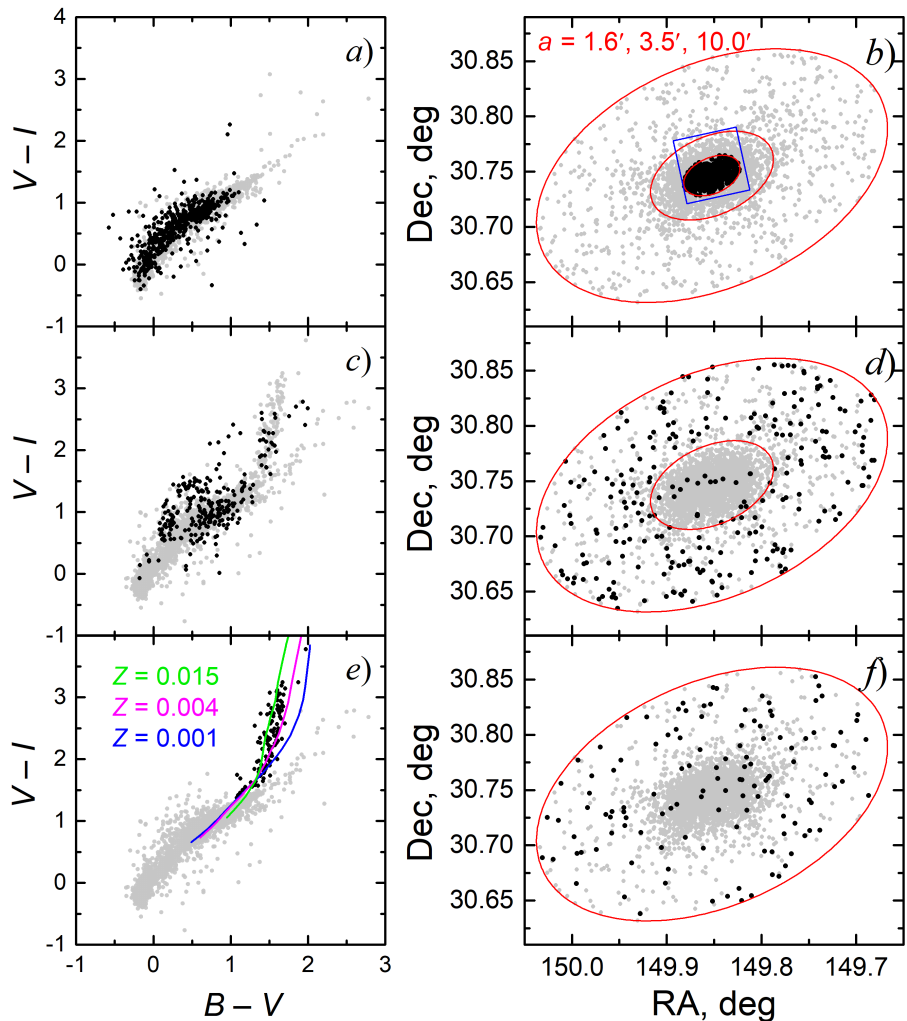 a)
4
3
2
1
0
-1
V – I
b)
a = 1.6′, 3.5′, 10.0′
30.85
30.80
30.75
30.70
30.65
Dec, deg
c)
3
2
1
0
-1
V – I
d)
30.85
30.80
30.75
30.70
30.65
Dec, deg
e)
Z = 0.015
Z = 0.004
Z = 0.001
3
2
1
0
-1
V – I
-1 0 1 2 3
B – V
f)
30.85
30.80
30.75
30.70
30.65
Dec, deg
150.0 149.9 149.8 149.7
RA, deg